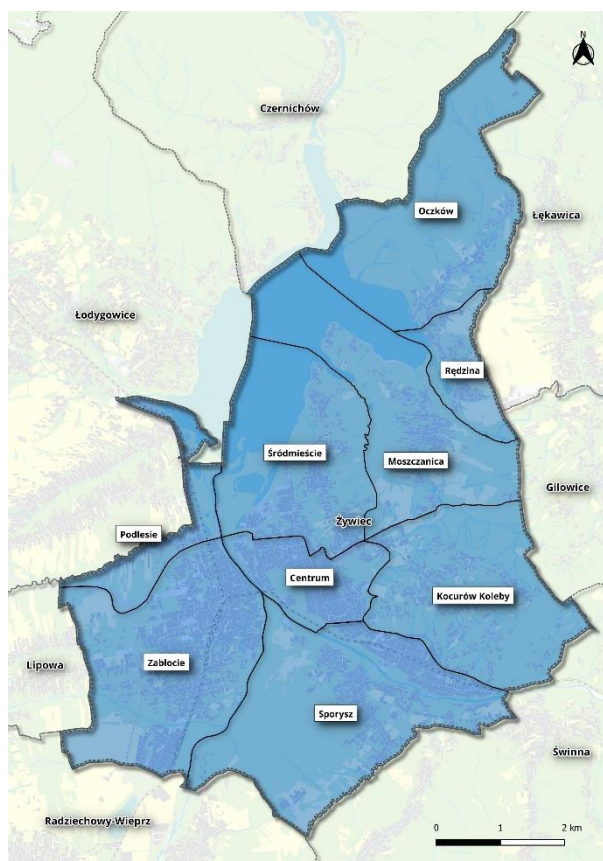 N
Czernichów
Oczków
Łękawica
Łodygowice
Rędzina
Śródmieście
Moszczanica
Gilowice
Żywiec
Podlesie
Centrum
Kocurów Koleby
Zabłocie
Lipowa
Sporysz
Świnna
Radziechowy-Wieprz
0 1 2 km